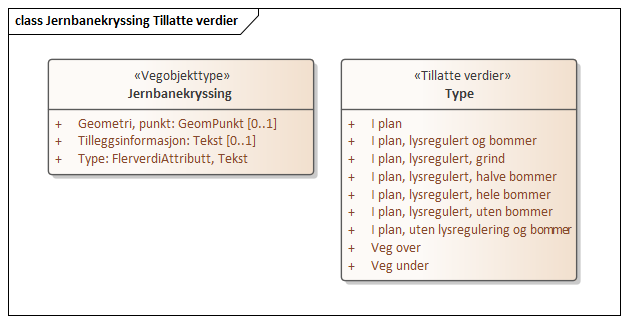 class Jernbanekryssing Tillatte verdier
«Vegobjekttype»
Jernbanekryssing
+ Geometri, punkt: GeomPunkt [0..1]
+ Tilleggsinformasjon: Tekst [0..1]
+ Type: FlerverdiAttributt, Tekst
«Tillatte verdier»
Type
+ I plan
+ I plan, lysregulert og bommer
+ I plan, lysregulert, grind
+ I plan, lysregulert, halve bommer
+ I plan, lysregulert, hele bommer
+ I plan, lysregulert, uten bommer
+ I plan, uten lysregulering og bommer
+ Veg over
+ Veg under